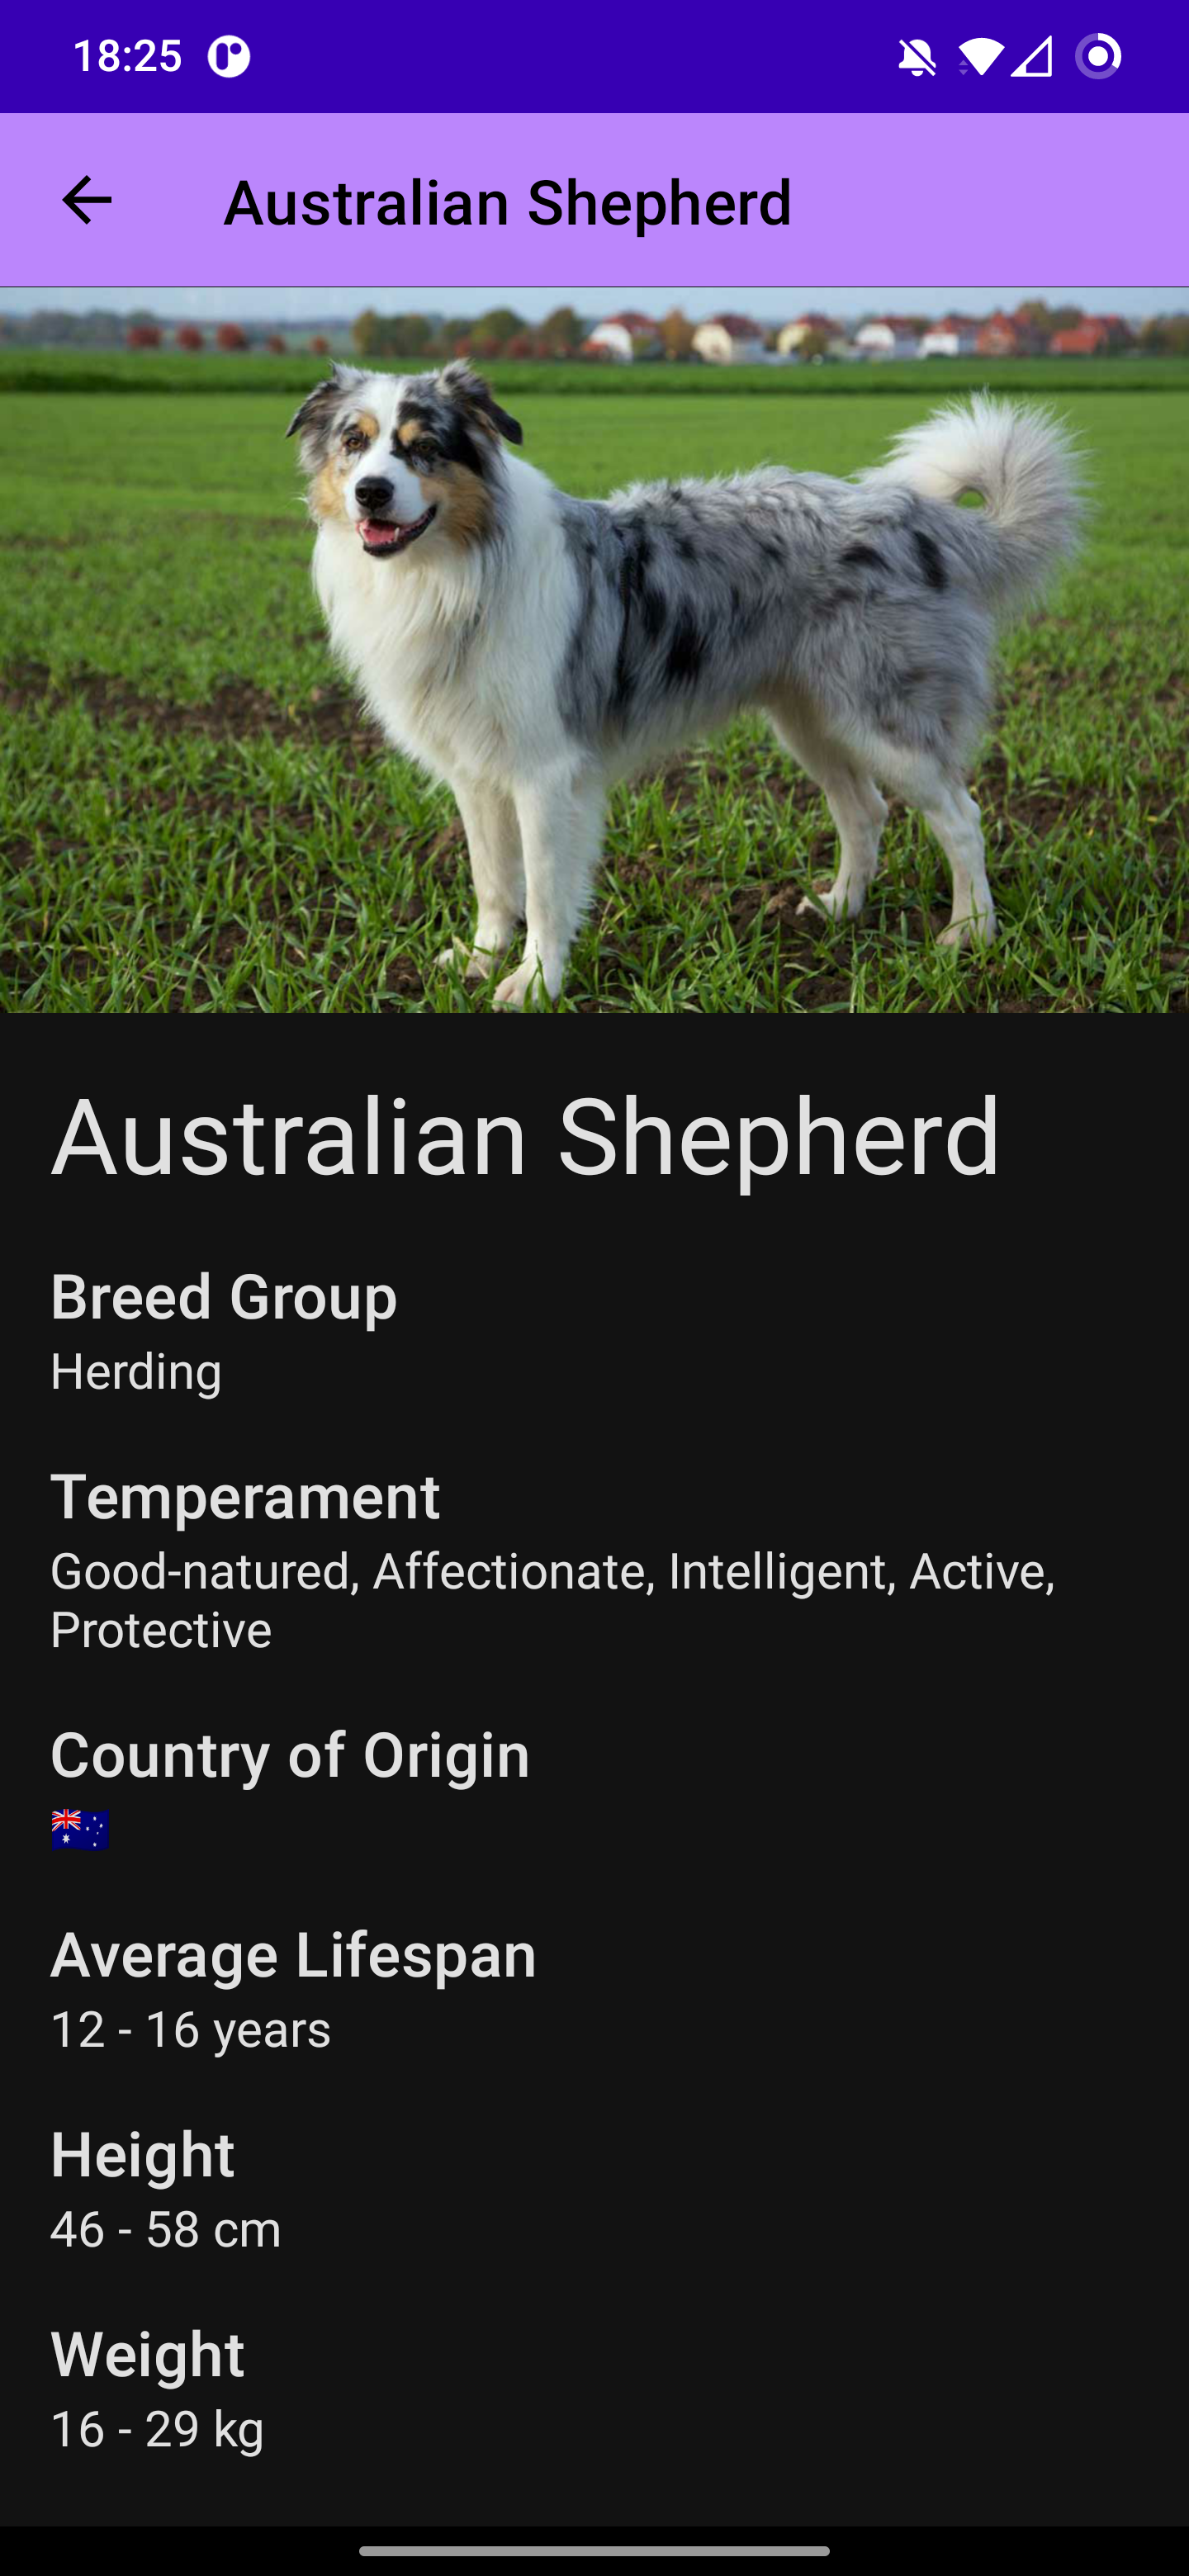 18:25
Australian Shepherd
Australian Shepherd
Breed Group
Herding
Temperament
Good-natured, Affectionate, Intelligent, Active,
Protective
Country of Origin
Average Lifespan
12 - 16 years
Height
46 - 58 cm
Weight
16 - 29 kg